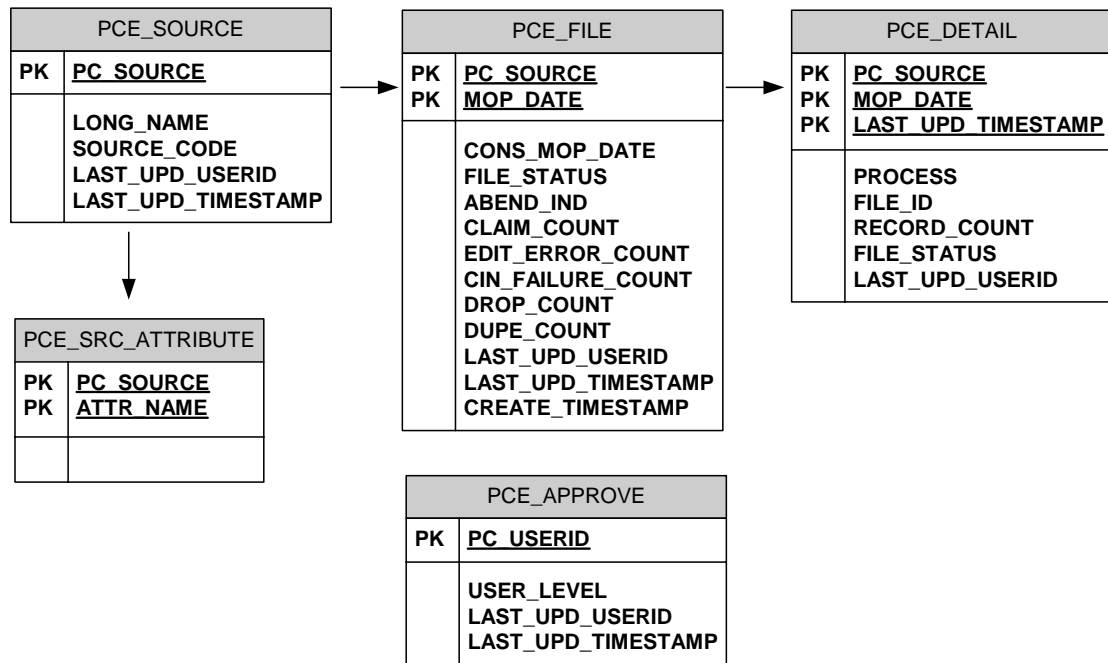 PCE_SOURCE
PK PC_SOURCE
LONG_NAME
SOURCE_CODE
LAST_UPD_USERID
LAST_UPD_TIMESTAMP
PCE_FILE
PK PC_SOURCE
PK MOP_DATE
CONS_MOP_DATE
FILE_STATUS
ABEND_IND
CLAIM_COUNT
EDIT_ERROR_COUNT
CIN_FAILURE_COUNT
DROP_COUNT
DUPE_COUNT
LAST_UPD_USERID
LAST_UPD_TIMESTAMP
CREATE_TIMESTAMP
PCE_DETAIL
PK PC_SOURCE
PK MOP_DATE
PK LAST_UPD_TIMESTAMP
PROCESS
FILE_ID
RECORD_COUNT
FILE_STATUS
LAST_UPD_USERID
PCE_SRC_ATTRIBUTE
PK PC_SOURCE
PK ATTR_NAME
PCE_APPROVE
PK PC_USERID
USER_LEVEL
LAST_UPD_USERID
LAST_UPD_TIMESTAMP